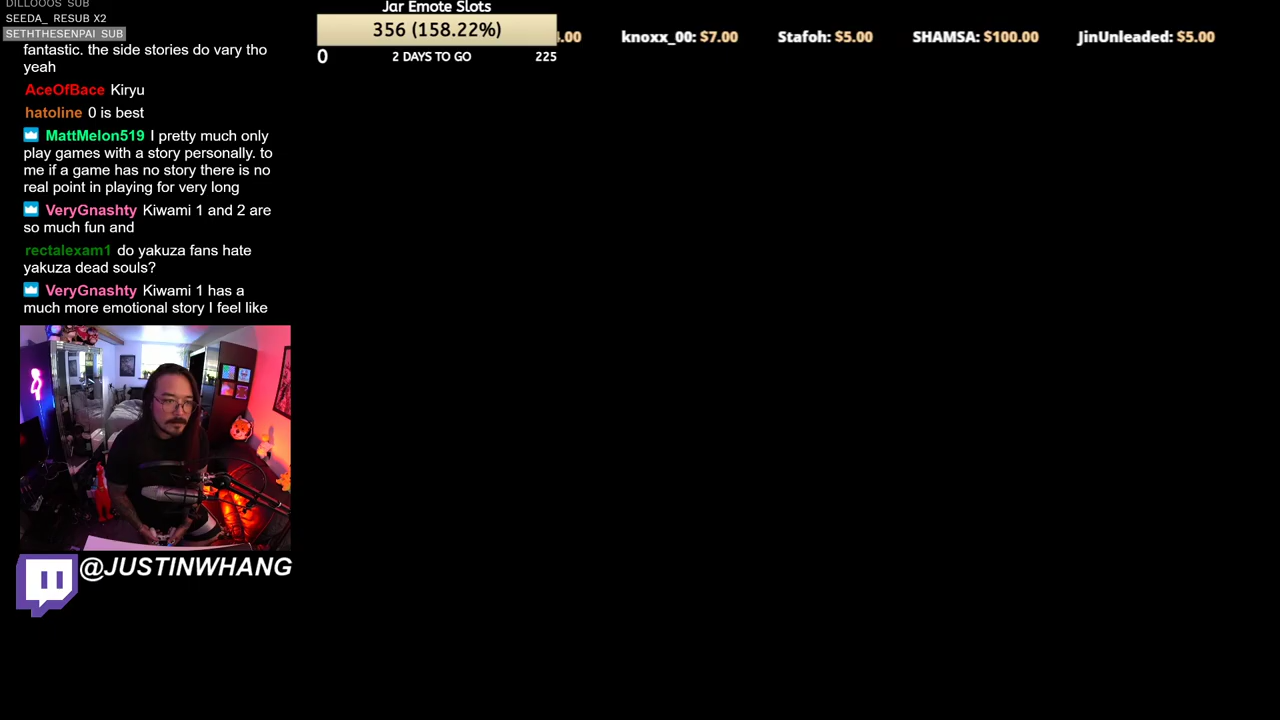 DILLOOOS SUB
SEEDA_ RESUB X2
SETHTHESENPAI SUB
fantastic. the side stories do vary tho
yeah
AceOfBace Kiryu
hatoline 0 is best
MattMelon519 I pretty much only
play games with a story personally. to
me if a game has no story there is no
real point in playing for very long
VeryGnashty Kiwami 1 and 2 are
so much fun and
rectalexam1 do yakuza fans hate
yakuza dead souls?
VeryGnashty Kiwami 1 has a
much more emotional story I feel like
@JUSTINWHANG
Jar Emote Slots
356 (158.22%)
0 2 DAYS TO GO 225
.00 knoxx_00: $7.00 Stafoh: $5.00 SHAMSA: $100.00 JinUnleaded: $5.00